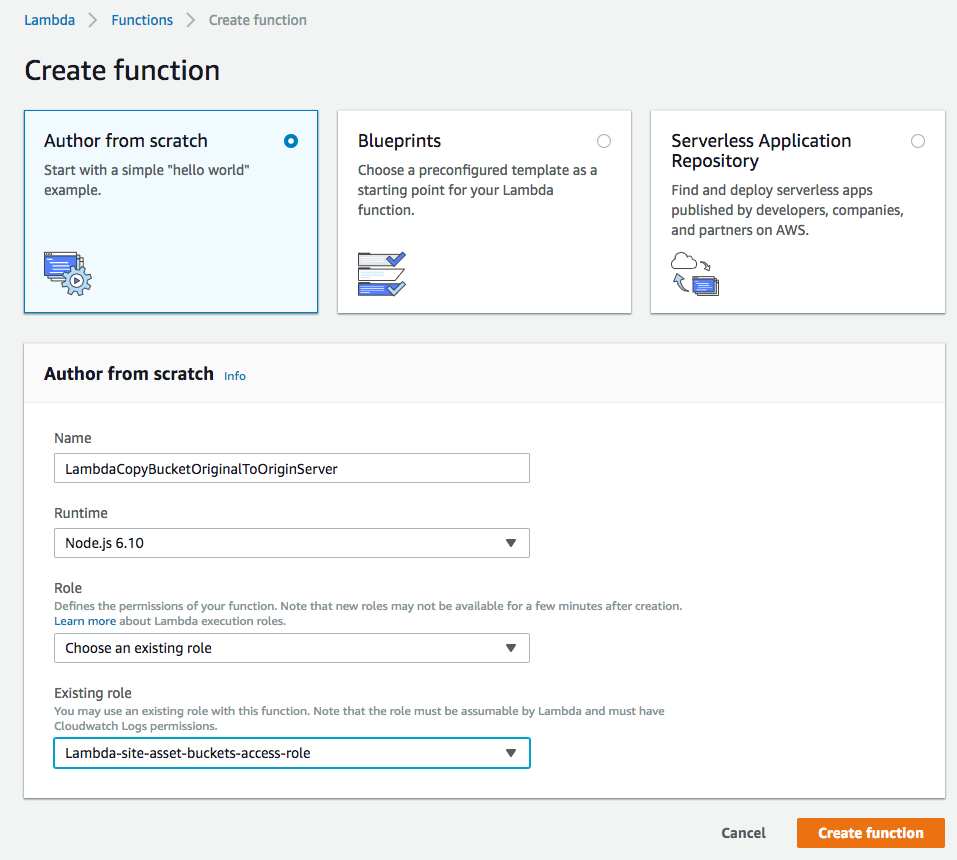 Lambda > Functions > Create function
Create function
Author from scratch
Start with a simple "hello world"
example.
Blueprints
Choose a preconfigured template as a
starting point for your Lambda
function.
Serverless Application
Repository
Find and deploy serverless apps
published by developers, companies,
and partners on AWS.
Author from scratch Info
Name
LambdaCopyBucketOriginalToOriginServer
Runtime
Node.js 6.10
Role
Defines the permissions of your function. Note that new roles may not be available for a few minutes after creation.
Learn more about Lambda execution roles.
Choose an existing role
Existing role
You may use an existing role with this function. Note that the role must be assumable by Lambda and must have
Cloudwatch Logs permissions.
Lambda-site-asset-buckets-access-role
Cancel Create function